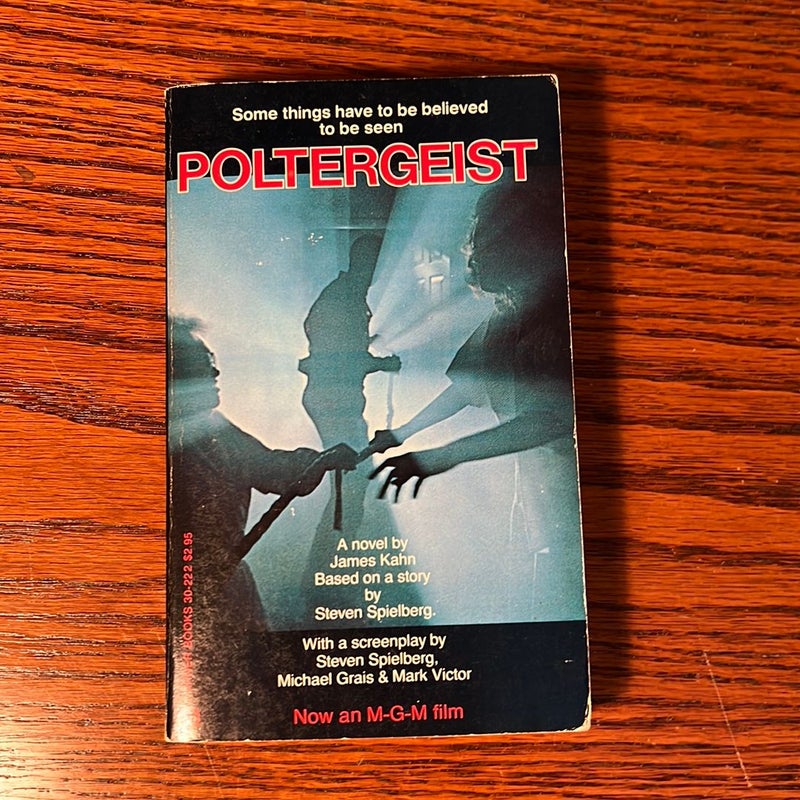 Some things have to be believed
to be seen
POLTERGEIST
A novel by
James Kahn
Based on a story
by
Steven Spielberg.
With a screenplay by
Steven Spielberg,
Michael Grais & Mark Victor
Now an M-G-M film
BOOKS 30-222 $2.95